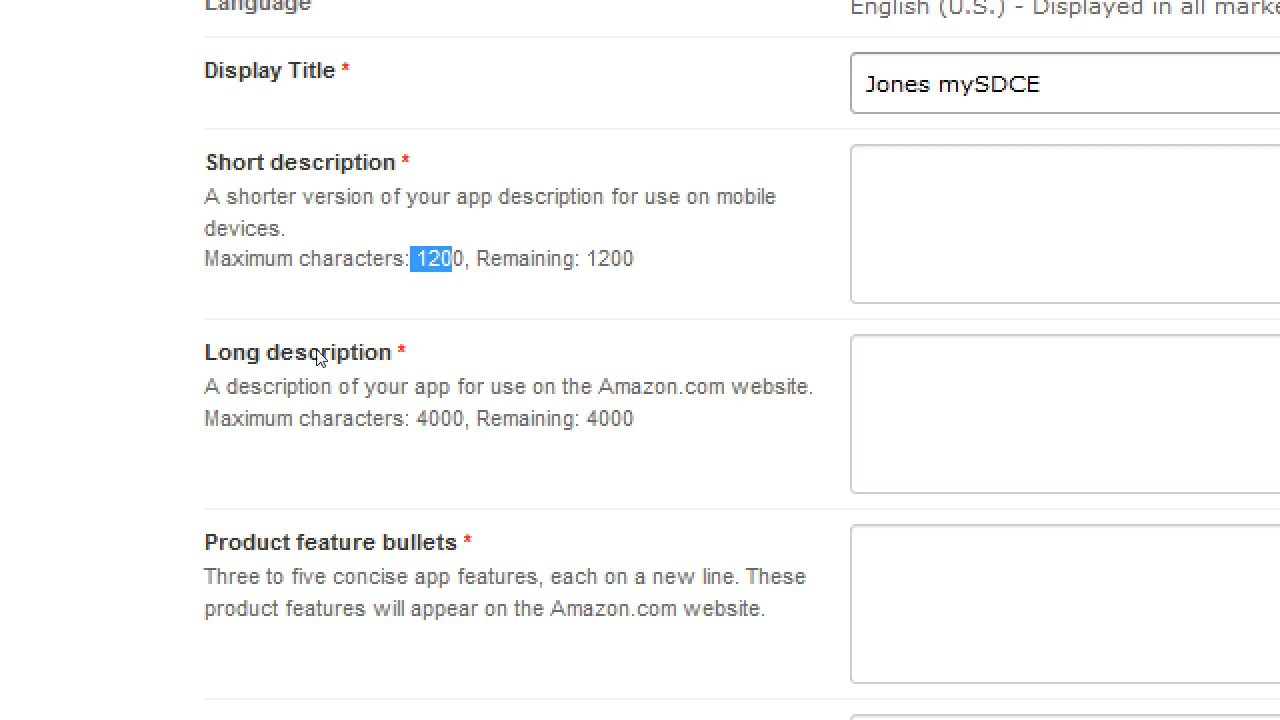 Language
English (U.S.) - Displayed in all marke
Display Title *
Jones mySDCE
Short description *
A shorter version of your app description for use on mobile
devices.
Maximum characters: 1200, Remaining: 1200
Long description *
A description of your app for use on the Amazon.com website.
Maximum characters: 4000, Remaining: 4000
Product feature bullets *
Three to five concise app features, each on a new line. These
product features will appear on the Amazon.com website.